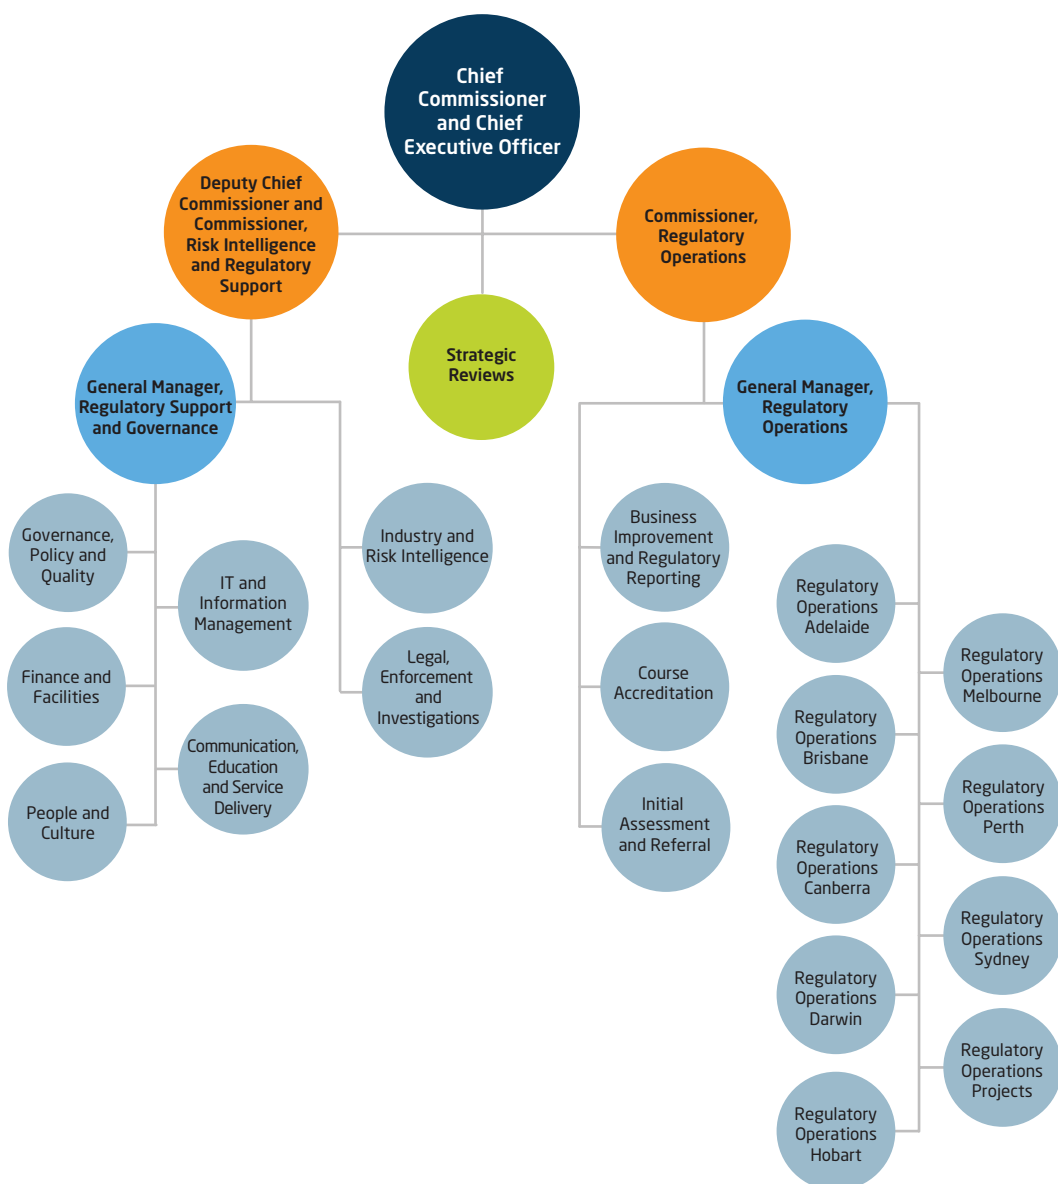 Chief
Commissioner
and Chief
Executive Officer
Deputy Chief
Commissioner and
Commissioner,
Risk Intelligence
and Regulatory
Support
Commissioner,
Regulatory
Operations
Strategic
Reviews
General Manager,
Regulatory Support
and Governance
General Manager,
Regulatory
Operations
Governance,
Policy and
Quality
IT and
Information
Management
Finance and
Facilities
Communication,
Education
and Service
Delivery
People and
Culture
Industry and
Risk Intelligence
Legal,
Enforcement
and
Investigations
Business
Improvement
and Regulatory
Reporting
Course
Accreditation
Initial
Assessment
and Referral
Regulatory
Operations
Adelaide
Regulatory
Operations
Melbourne
Regulatory
Operations
Brisbane
Regulatory
Operations
Perth
Regulatory
Operations
Canberra
Regulatory
Operations
Sydney
Regulatory
Operations
Darwin
Regulatory
Operations
Projects
Regulatory
Operations
Hobart